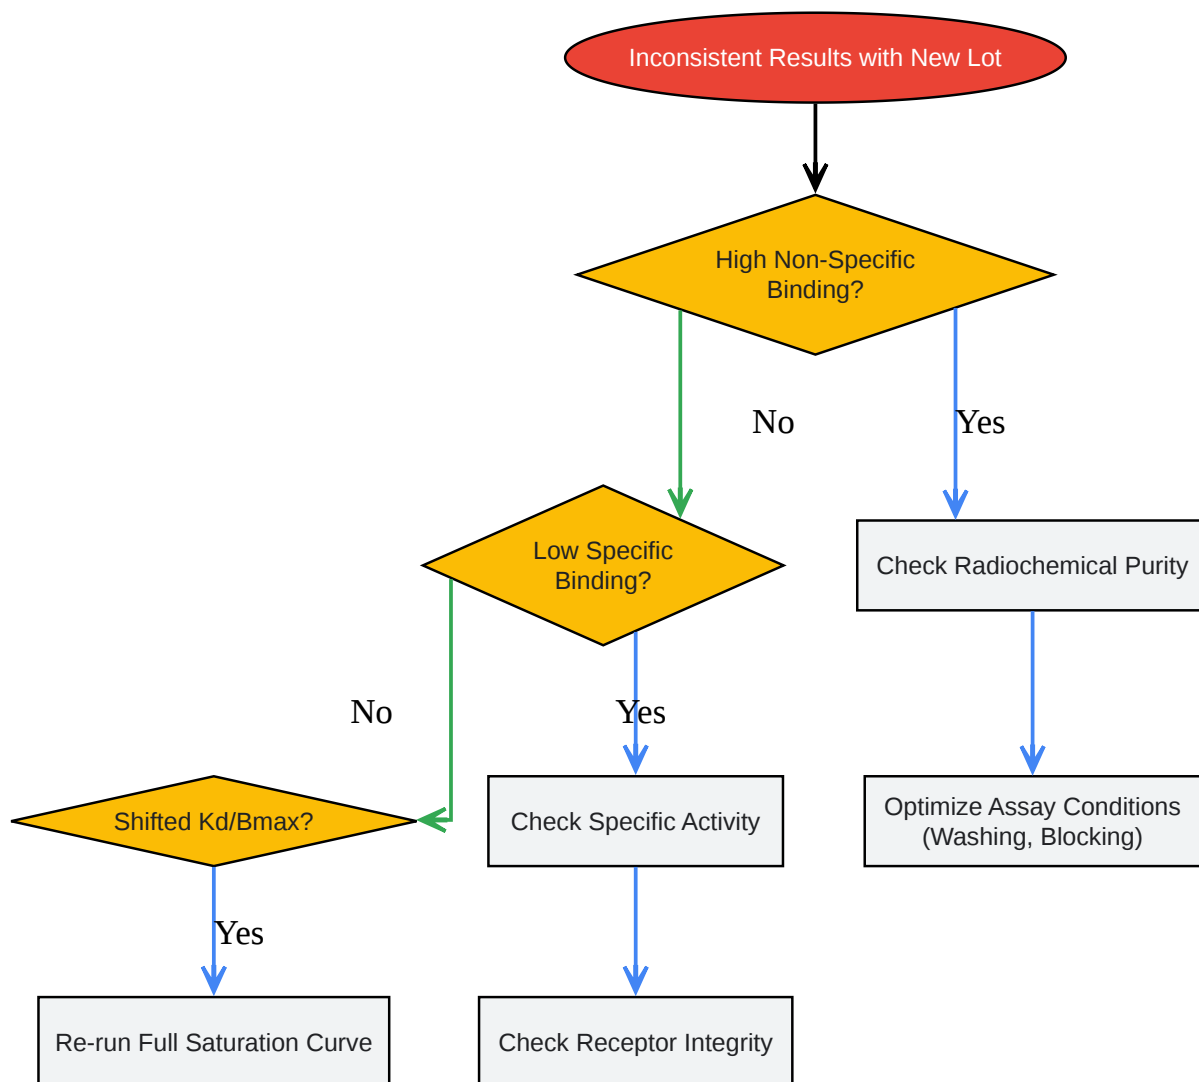 Inconsistent Results with New Lot
High Non-Specific
Binding?
No
Yes
Low Specific
Binding?
Check Radiochemical Purity
No
Yes
Shifted Kd/Bmax?
Check Specific Activity
Optimize Assay Conditions
(Washing, Blocking)
Yes
Re-run Full Saturation Curve
Check Receptor Integrity